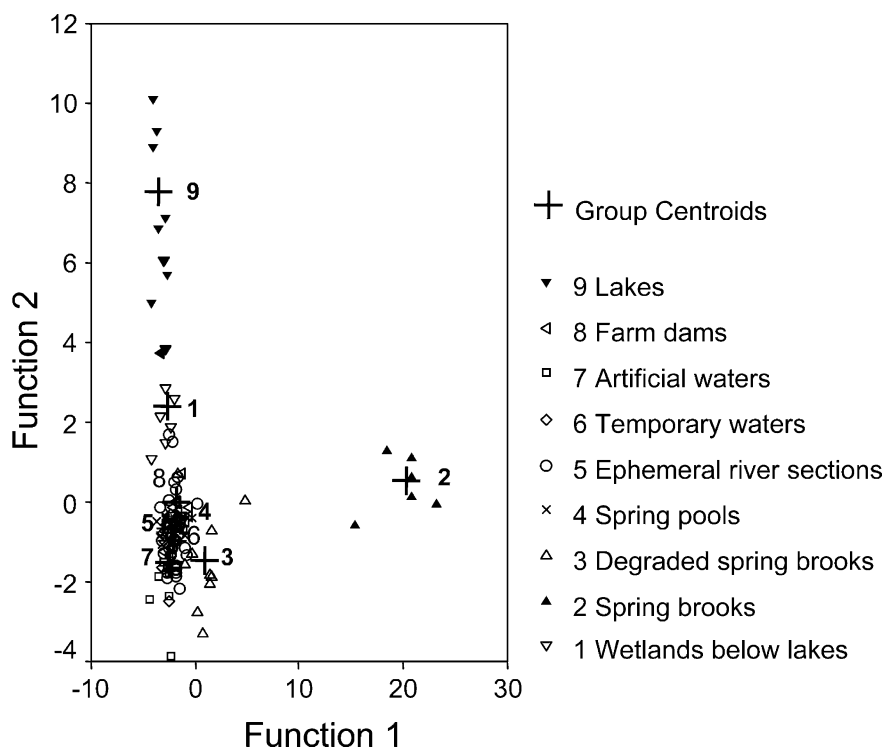 12
10
8
6
4
2
0
-2
-4
-10 0 10 20 30
Function 1
Function 2
9
1
2
8
4
5
6
7
3
Group Centroids
9 Lakes
8 Farm dams
7 Artificial waters
6 Temporary waters
5 Ephemeral river sections
4 Spring pools
3 Degraded spring brooks
2 Spring brooks
1 Wetlands below lakes